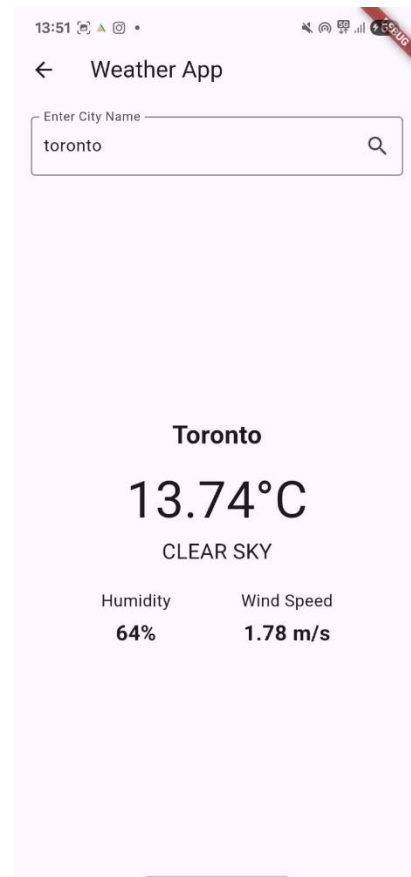 13:51
Weather App
Enter City Name
toronto
Toronto
13.74°C
CLEAR SKY
Humidity Wind Speed
64% 1.78 m/s